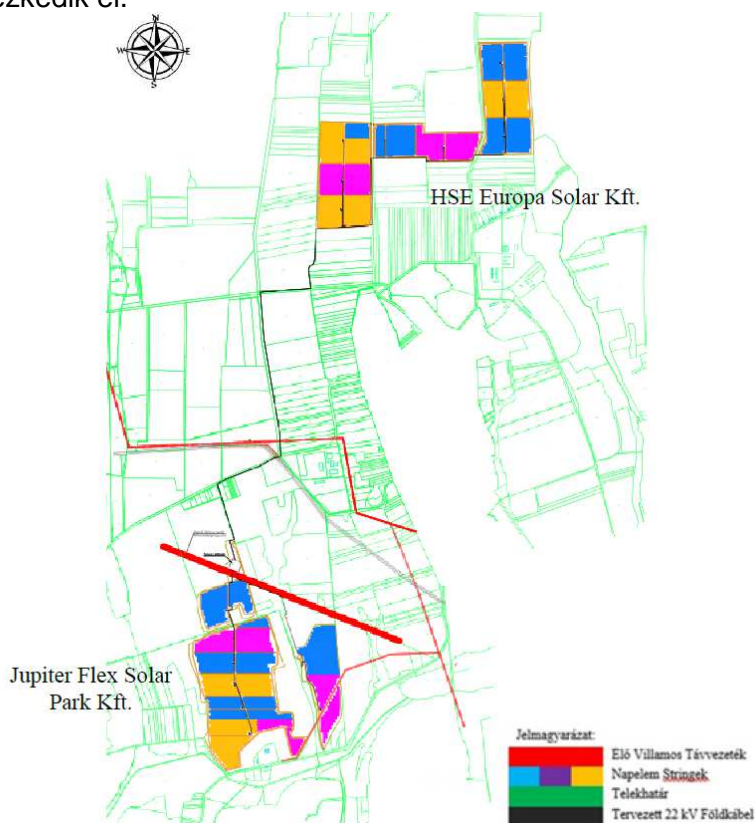 ezkedik el.
N
W
E
S
HSE Europa Solar Kft.
Jupiter Flex Solar
Park Kft.
Jelmagyarázat:
Elő Villamos Távvezeték
Napelem Stringek
Telekhatár
Tervezett 22 kV Földkábel